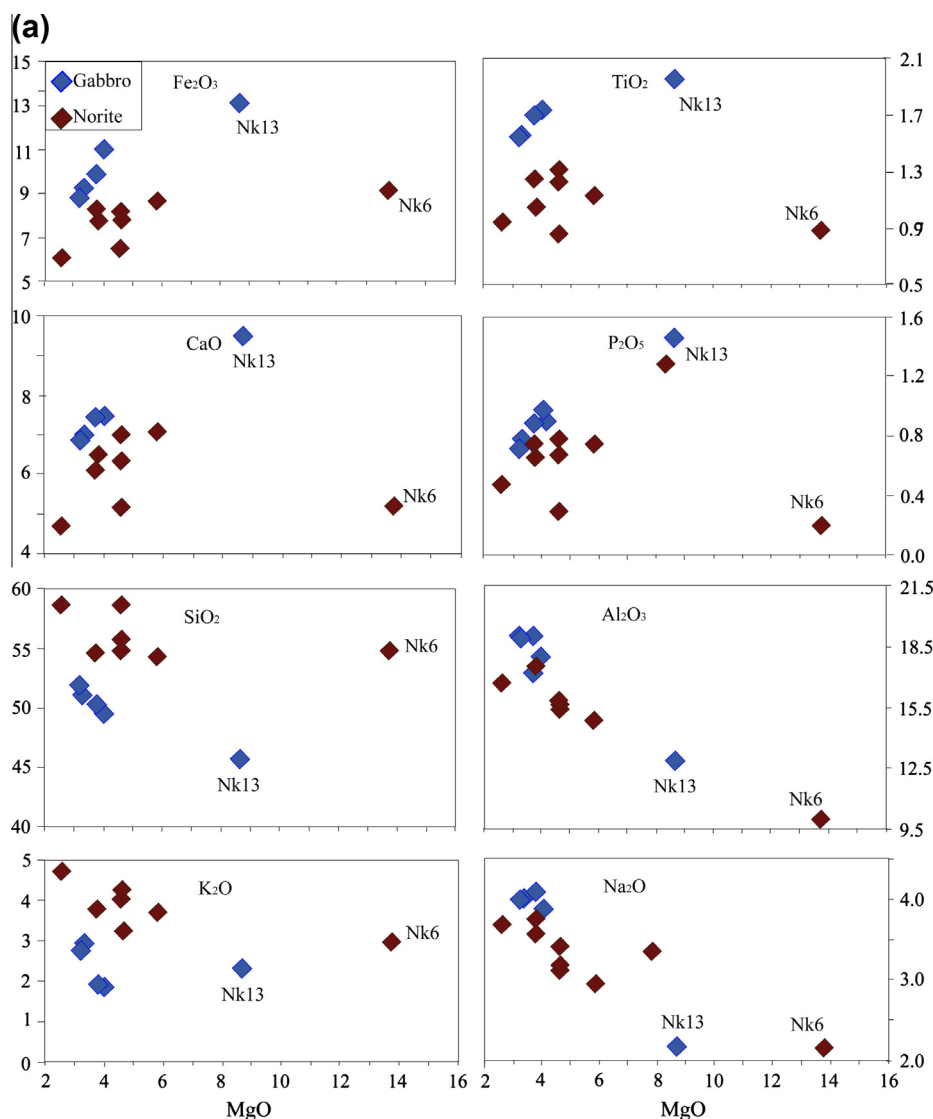 (a)
Gabbro
Norite
Fe₂O₃
Nk13
Nk6
15
13
11
9
7
5
TiO₂
Nk13
Nk6
2.1
1.7
1.3
0.9
0.5
CaO
Nk13
Nk6
10
8
7
6
4
P₂O₅
Nk13
1.6
1.2
0.8
0.4
0.0
Nk6
SiO₂
Nk6
Nk13
60
55
50
45
40
Al₂O₃
Nk13
Nk6
21.5
18.5
15.5
12.5
9.5
K₂O
Nk6
Nk13
5
4
3
2
1
0
Na₂O
Nk13
Nk6
4.0
3.0
2.0
2 4 6 8 10 12 14 16
2 4 6 8 10 12 14 16
MgO
MgO